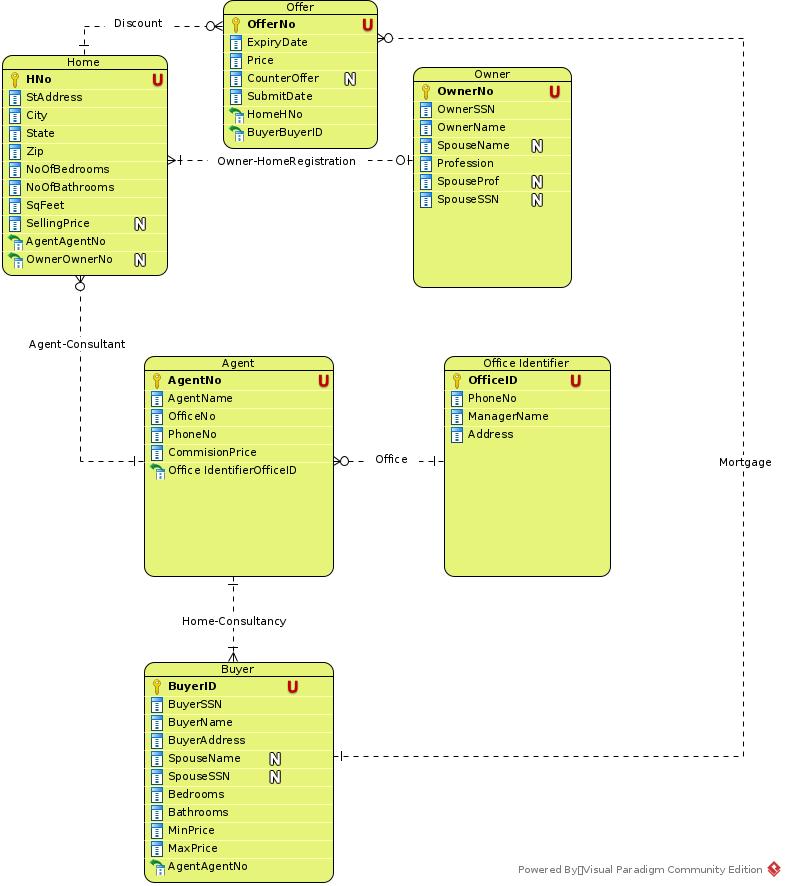 Discount
Offer
OfferNo U
ExpiryDate
Price
CounterOffer N
SubmitDate
HomeHNo
BuyerBuyerID
Home
HNo U
StAddress
City
State
Zip
NoOfBedrooms
NoOfBathrooms
SqFeet
SellingPrice N
AgentAgentNo
OwnerOwnerNo N
Owner-HomeRegistration
Owner
OwnerNo U
OwnerSSN
OwnerName
SpouseName N
Profession
SpouseProf N
SpouseSSN N
Agent-Consultant
Agent
AgentNo U
AgentName
OfficeNo
PhoneNo
CommisionPrice
Office IdentifierOfficeID
Office
Office Identifier
OfficeID U
PhoneNo
ManagerName
Address
Mortgage
Home-Consultancy
Buyer
BuyerID U
BuyerSSN
BuyerName
BuyerAddress
SpouseName N
SpouseSSN N
Bedrooms
Bathrooms
MinPrice
MaxPrice
AgentAgentNo
Powered By▯Visual Paradigm Community Edition